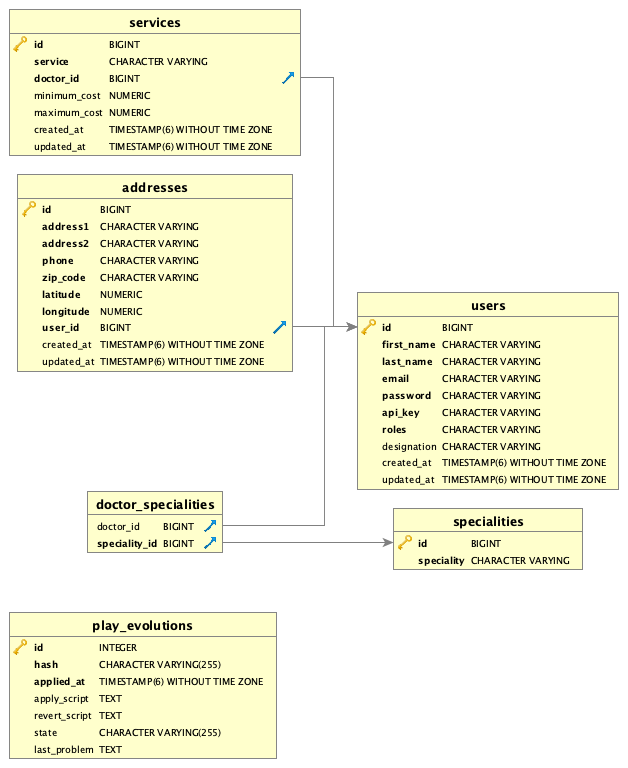 services
id BIGINT
service CHARACTER VARYING
doctor_id BIGINT
minimum_cost NUMERIC
maximum_cost NUMERIC
created_at TIMESTAMP(6) WITHOUT TIME ZONE
updated_at TIMESTAMP(6) WITHOUT TIME ZONE
addresses
id BIGINT
address1 CHARACTER VARYING
address2 CHARACTER VARYING
phone CHARACTER VARYING
zip_code CHARACTER VARYING
latitude NUMERIC
longitude NUMERIC
user_id BIGINT
created_at TIMESTAMP(6) WITHOUT TIME ZONE
updated_at TIMESTAMP(6) WITHOUT TIME ZONE
users
id BIGINT
first_name CHARACTER VARYING
last_name CHARACTER VARYING
email CHARACTER VARYING
password CHARACTER VARYING
api_key CHARACTER VARYING
roles CHARACTER VARYING
designation CHARACTER VARYING
created_at TIMESTAMP(6) WITHOUT TIME ZONE
updated_at TIMESTAMP(6) WITHOUT TIME ZONE
doctor_specialities
doctor_id BIGINT
speciality_id BIGINT
specialities
id BIGINT
speciality CHARACTER VARYING
play_evolutions
id INTEGER
hash CHARACTER VARYING(255)
applied_at TIMESTAMP(6) WITHOUT TIME ZONE
apply_script TEXT
revert_script TEXT
state CHARACTER VARYING(255)
last_problem TEXT